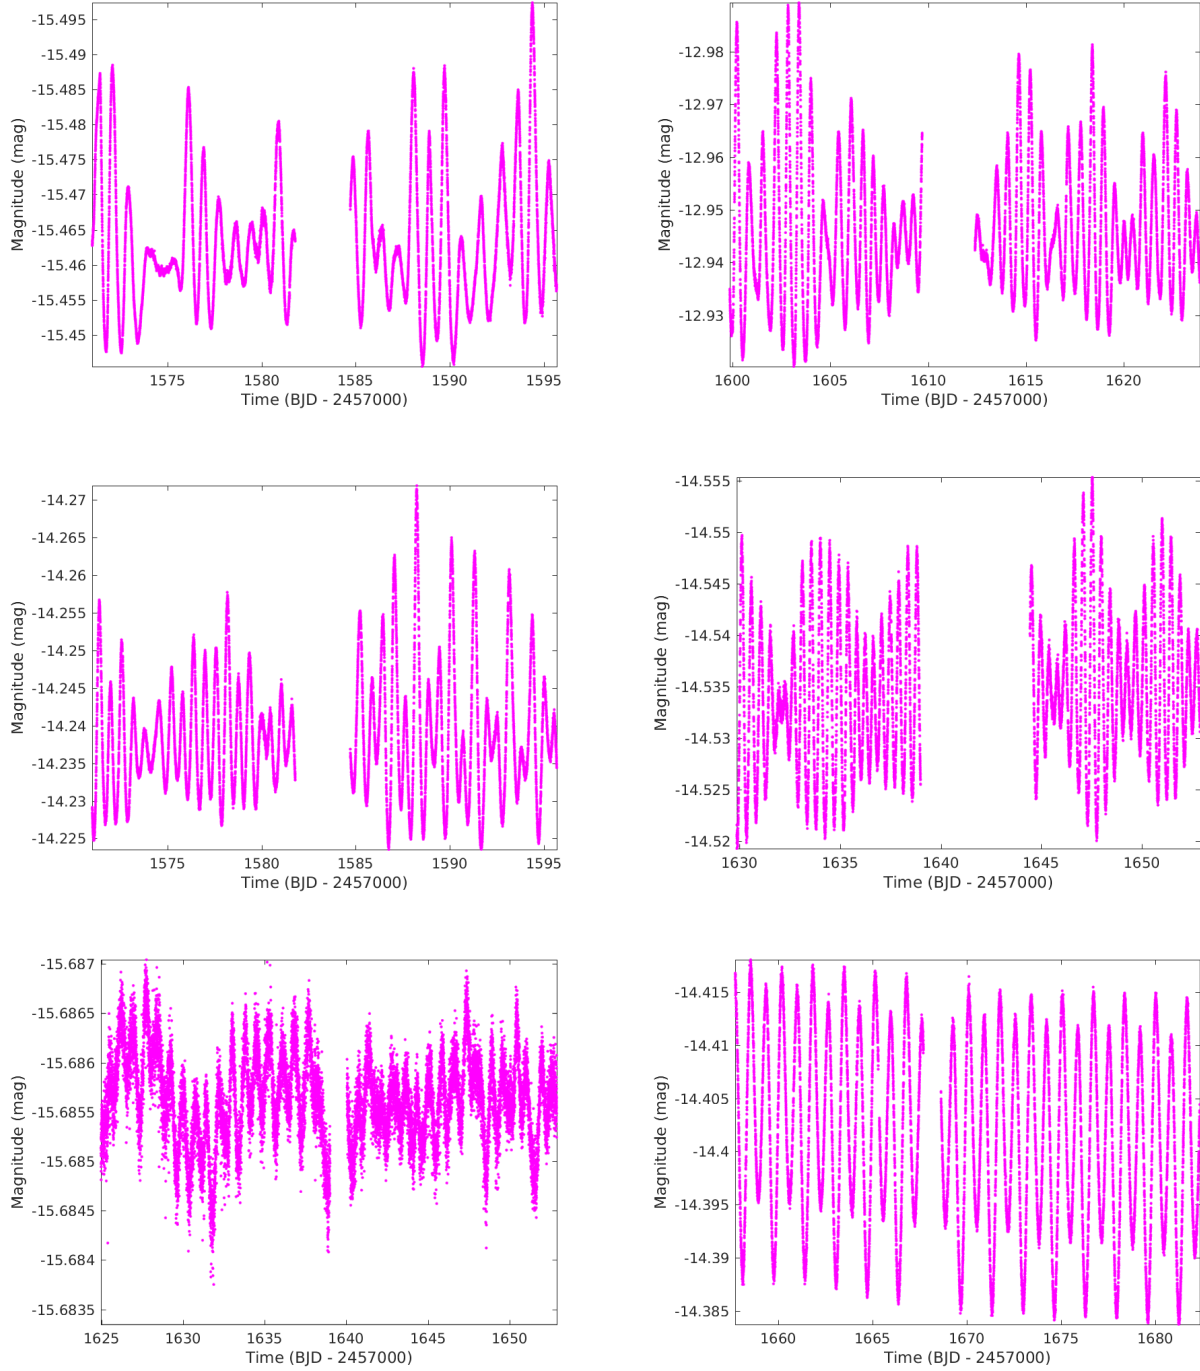 -15.495
-15.49
-15.485
-15.48
-15.475
-15.47
-15.465
-15.46
-15.455
-15.45
Magnitude (mag)
1575 1580 1585 1590 1595
Time (BJD - 2457000)
-12.98
-12.97
-12.96
-12.95
-12.94
-12.93
Magnitude (mag)
1600 1605 1610 1615 1620
Time (BJD - 2457000)
-14.27
-14.265
-14.26
-14.255
-14.25
-14.245
-14.24
-14.235
-14.23
-14.225
Magnitude (mag)
1575 1580 1585 1590 1595
Time (BJD - 2457000)
-14.555
-14.55
-14.545
-14.54
-14.535
-14.53
-14.525
-14.52
Magnitude (mag)
1630 1635 1640 1645 1650
Time (BJD - 2457000)
-15.687
-15.6865
-15.686
-15.6855
-15.685
-15.6845
-15.684
-15.6835
Magnitude (mag)
1625 1630 1635 1640 1645 1650
Time (BJD - 2457000)
-14.415
-14.41
-14.405
-14.4
-14.395
-14.39
-14.385
Magnitude (mag)
1660 1665 1670 1675 1680
Time (BJD - 2457000)